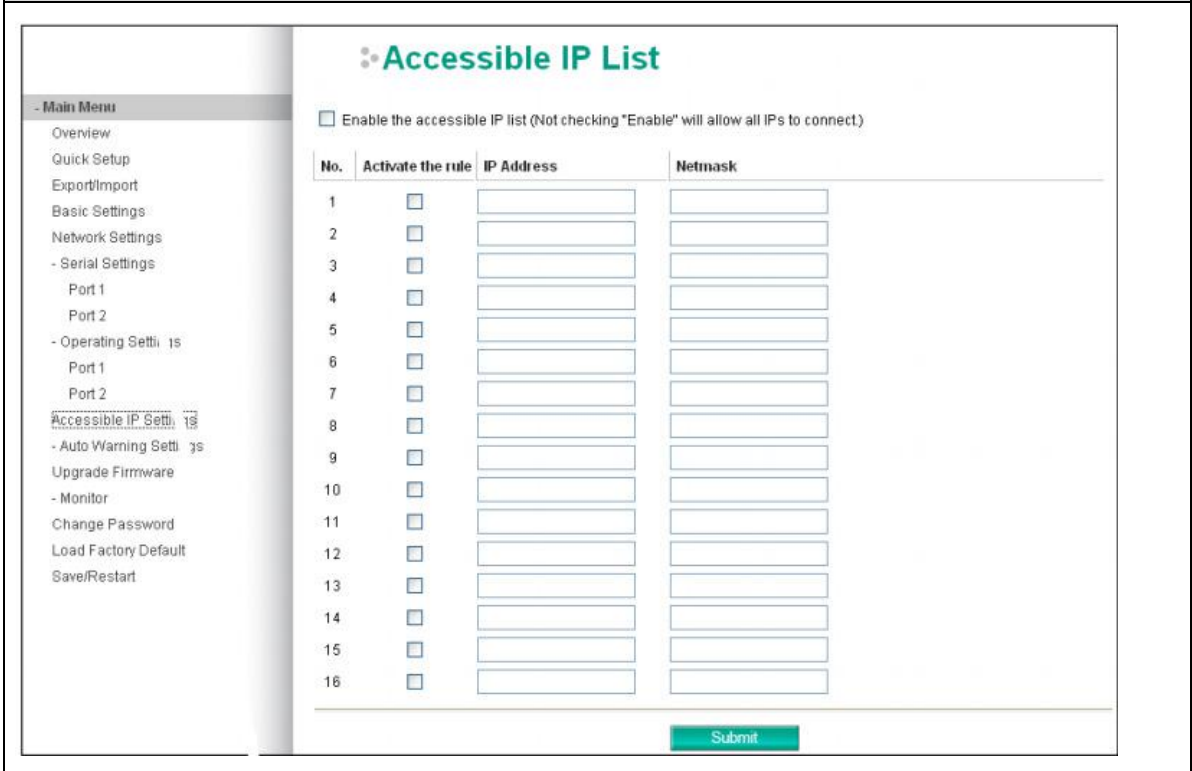 Accessible IP List
- Main Menu
Overview
Quick Setup
Export/Import
Basic Settings
Network Settings
- Serial Settings
Port 1
Port 2
- Operating Setti
Port 1
Port 2
Accessible IP Setti
- Auto Warning Setti gs
Upgrade Firmware
- Monitor
Change Password
Load Factory Default
Save/Restart
Enable the accessible IP list (Not checking "Enable" will allow all IPs to connect.)
No. Activate the rule IP Address Netmask
1
2
3
4
5
6
7
8
9
10
11
12
13
14
15
16
Submit